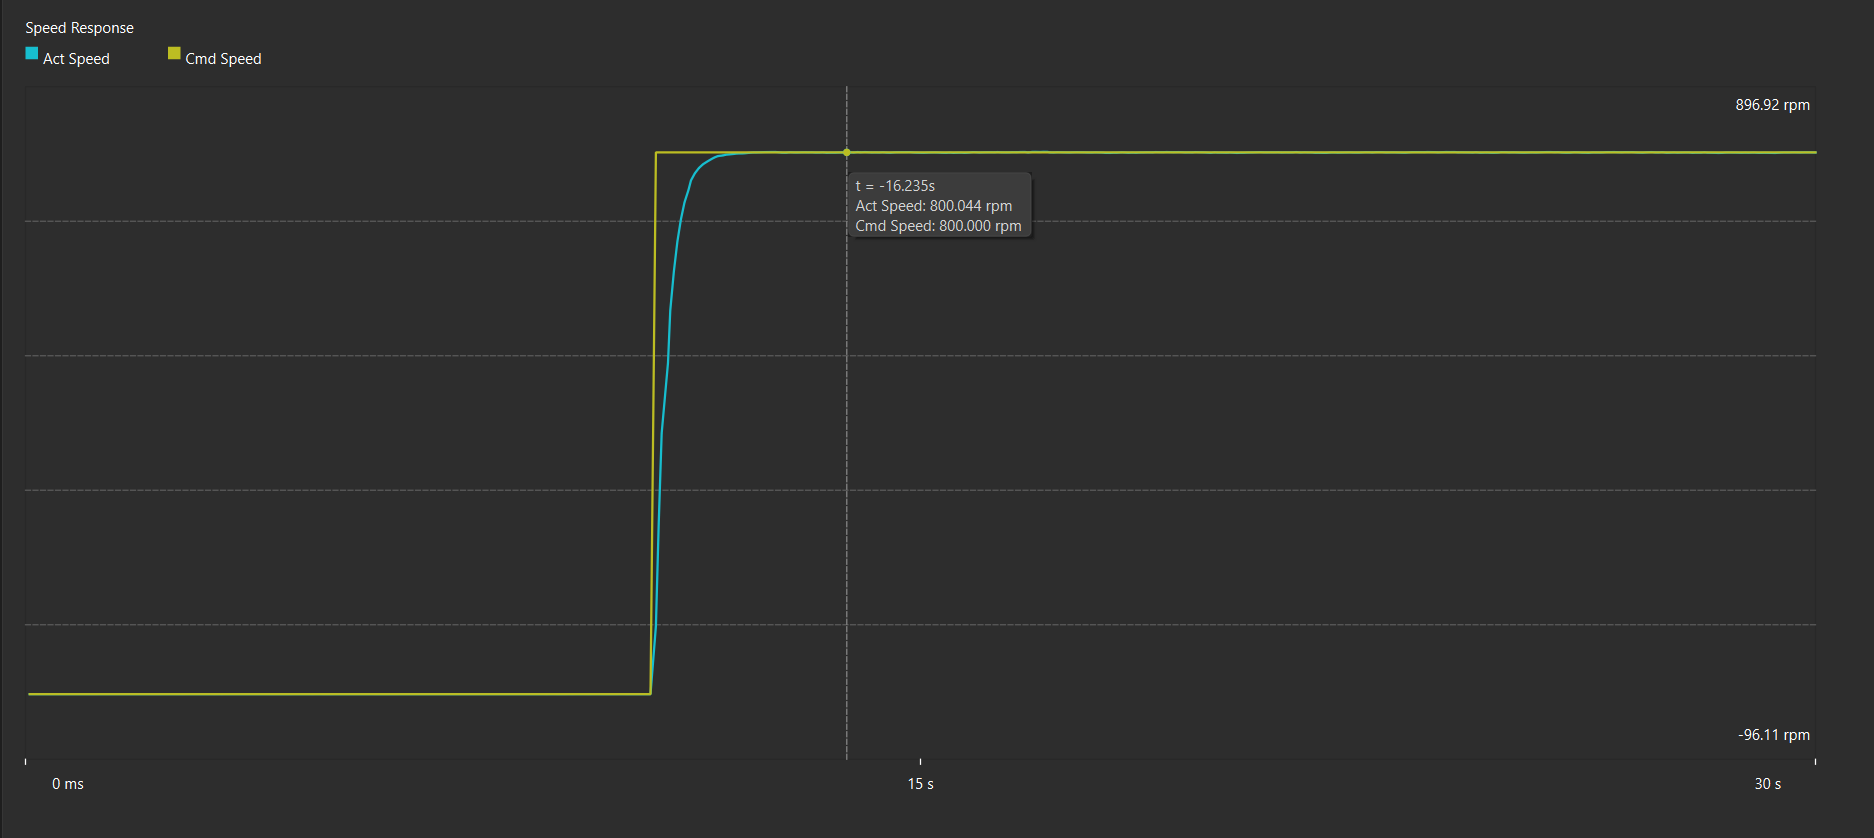 Speed Response
Act Speed
Cmd Speed
896.92 rpm
t = -16.235s
Act Speed: 800.044 rpm
Cmd Speed: 800.000 rpm
-96.11 rpm
0 ms
15 s
30 s